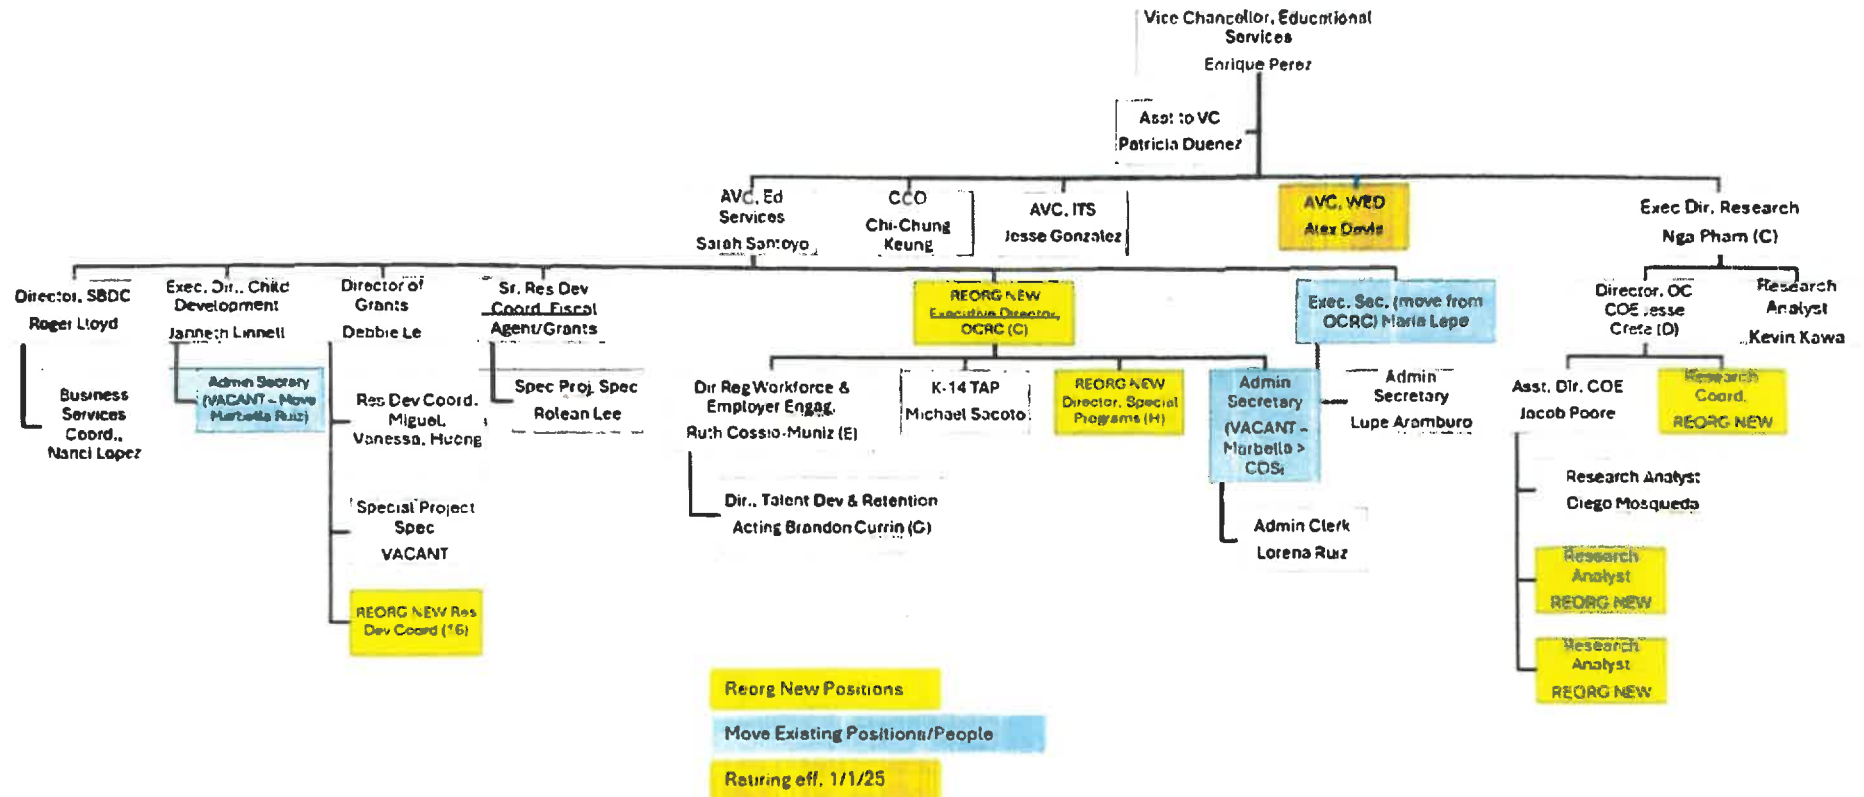 Vice Chancellor, Educational
Services
Enrique Perez
Asst to VC
Patricia Duenez
AVC, Ed
Services
Sarah Santoyo
CCO
Chi-Chung
Keung
AVC, ITS
Jesse Gonzalez
AVC, WED
Alex Davis
Exec Dir, Research
Nga Pham (C)
Director, SBDC
Roger Lloyd
Exec. Dir., Child
Development
Janneth Linnell
Director of
Grants
Debbie Le
Sr. Res Dev
Coord, Fiscal
Agent/Grants
REORG NEW
Executive Director,
OCRC (C)
Exec. Sec. (move from
OCRC) Maria Lepe
Director, OC
COE Jesse
Crete (D)
Research
Analyst
Kevin Kawa
Business
Services
Coord.,
Nanci Lopez
Admin Secrtary
(VACANT - Move
Marbella Ruiz)
Res Dev Coord.
Miguel,
Vanessa, Huong
Spec Proj. Spec
Rolean Lee
Dir Reg Workforce &
Employer Engag.
Ruth Cossio-Muniz (E)
K-14 TAP
Michael Sacoto
REORG NEW
Director, Special
Programs (H)
Admin
Secretary
(VACANT -
Marbella >
CDS)
Admin
Secretary
Lupe Aramburo
Asst. Dir, COE
Jacob Poore
Research
Coord,
REORG NEW
Special Project
Spec
VACANT
Dir., Talent Dev & Retention
Acting Brandon Currin (G)
Admin Clerk
Lorena Ruiz
Research Analyst
Diego Mosqueda
REORG NEW Res
Dev Coord (16)
Research
Analyst
REORG NEW
Research
Analyst
REORG NEW
Reorg New Positions
Move Existing Positions/People
Retiring eff, 1/1/25